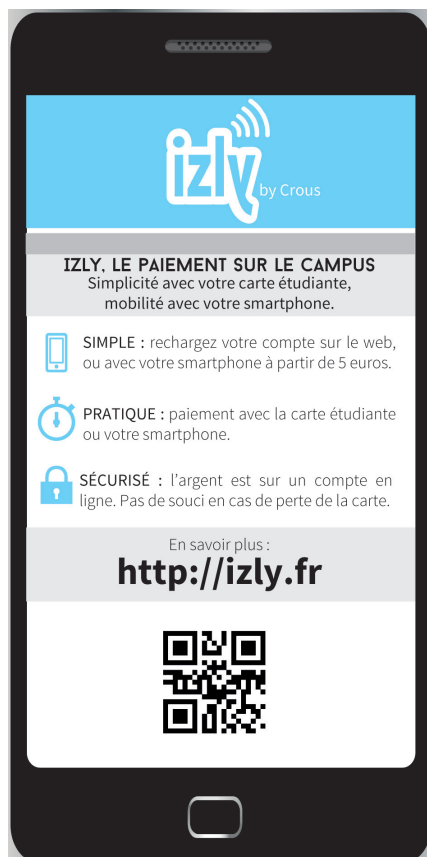 izly
by Crous
IZLY, LE PAIEMENT SUR LE CAMPUS
Simplicité avec votre carte étudiante,
mobilité avec votre smartphone.
SIMPLE : rechargez votre compte sur le web,
ou avec votre smartphone à partir de 5 euros.
PRATIQUE : paiement avec la carte étudiante
ou votre smartphone.
SÉCURISÉ : l'argent est sur un compte en
ligne. Pas de souci en cas de perte de la carte.
En savoir plus :
http://izly.fr